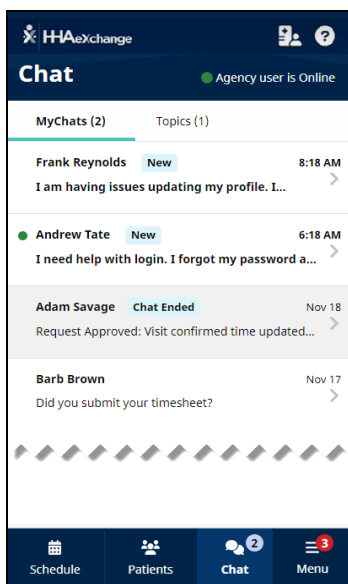 HHAeXchange
Chat
Agency user is Online
MyChats (2)
Topics (1)
Frank Reynolds New 8:18 AM
I am having issues updating my profile. I...
Andrew Tate New 6:18 AM
I need help with login. I forgot my password a...
Adam Savage Chat Ended Nov 18
Request Approved: Visit confirmed time updated...
Barb Brown Nov 17
Did you submit your timesheet?
2 3
Schedule Patients Chat Menu